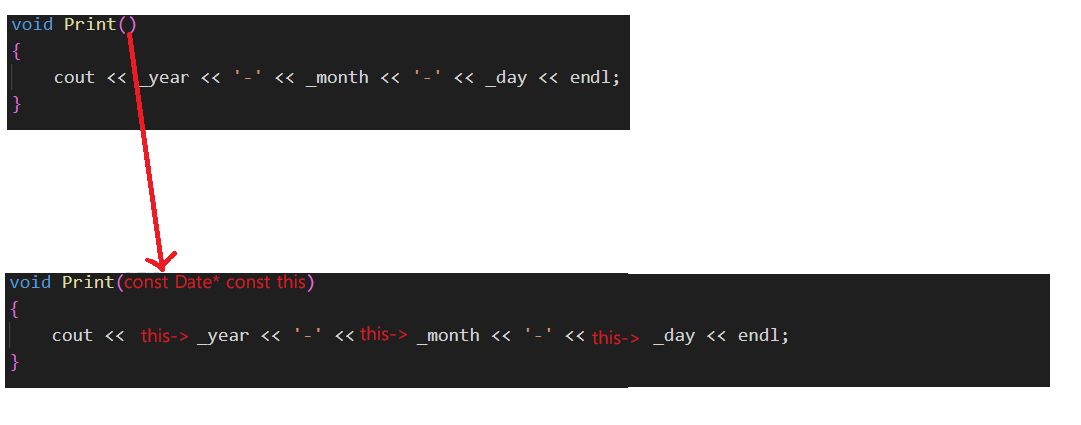 void Print()
{
cout << _year << '-' << _month << '-' << _day << endl;
}
void Print(const Date* const this)
{
cout << this-> _year << '-' << this-> _month << '-' << this-> _day << endl;
}